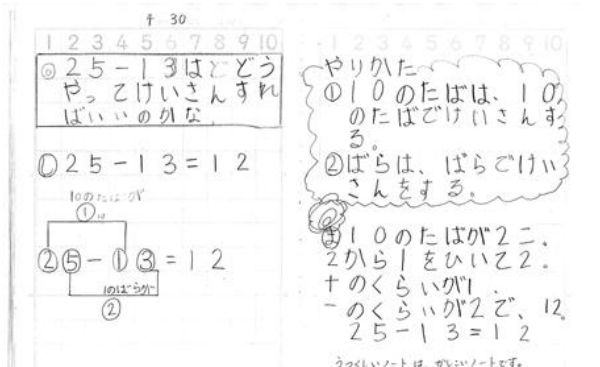 チ 30
1 2 3 4 5 6 7 8 9 10
◎25-13はどどう
やってけいさんすれ
ばいいのかな
①25-13=12
10のたばが
①
25-13=12
1のばらが
②
1 2 3 4 5 6 7 8 9 10
やりかた
①10のたばは、10
のたばでけいさんす
る。
②ばらは、ばらでけい
さんをする。
ま10のたばが2こ、
2から1をひいて2。
十のくらいが1、
一のくらいが2で、12。
25-13=12
うつくしいノートは、かしこいノートです。